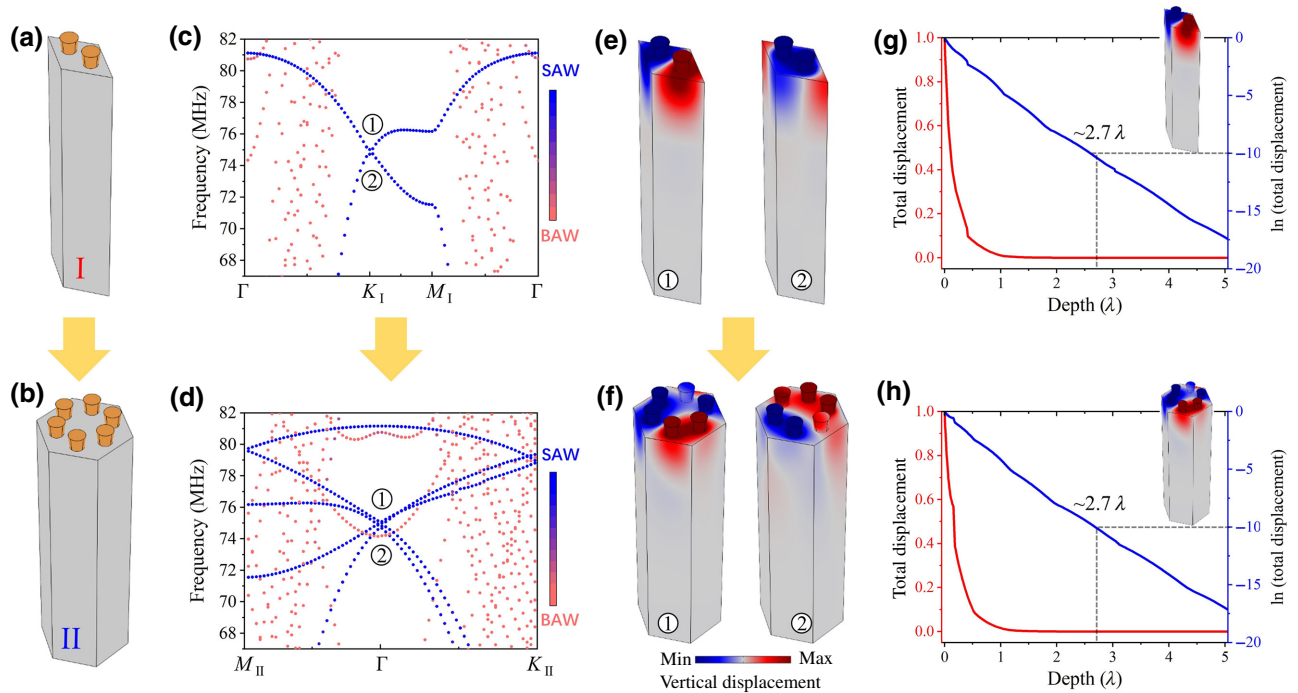 (a)
I
(c)
Frequency (MHz)
82
80
78
76
74
72
70
68
Γ
K_I
M_I
Γ
①
②
SAW
BAW
(e)
①
②
(g)
Total displacement
1.0
0.8
0.6
0.4
0.2
0.0
0
1
2
3
4
5
Depth (λ)
~2.7 λ
0
−5
−10
−15
−20
ln (total displacement)
(b)
II
(d)
Frequency (MHz)
82
80
78
76
74
72
70
68
M_II
Γ
K_II
①
②
SAW
BAW
(f)
①
②
Min
Max
Vertical displacement
(h)
Total displacement
1.0
0.8
0.6
0.4
0.2
0.0
0
1
2
3
4
5
Depth (λ)
~2.7 λ
0
−5
−10
−15
−20
ln (total displacement)